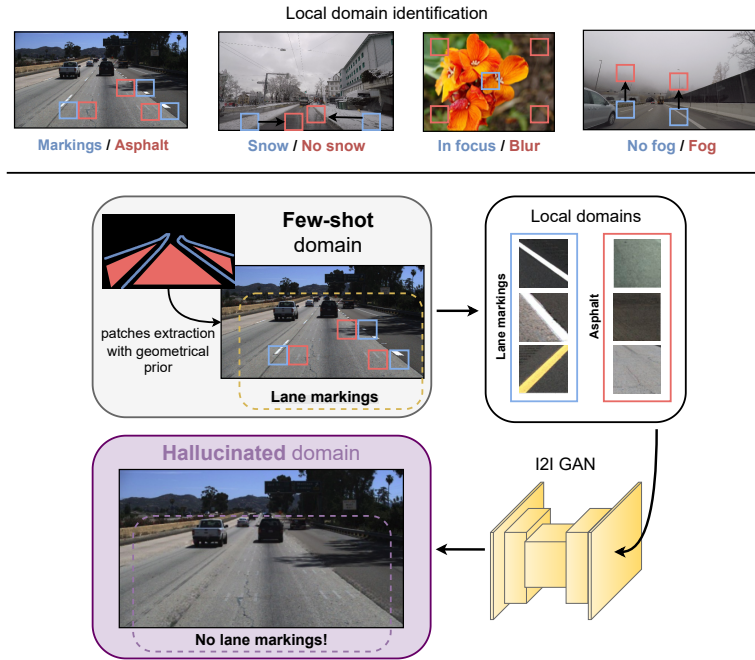 Local domain identification
Markings / Asphalt
Snow / No snow
In focus / Blur
No fog / Fog
Few-shot
domain
patches extraction
with geometrical
prior
Lane markings
Local domains
Lane markings
Asphalt
Hallucinated domain
No lane markings!
I2I GAN